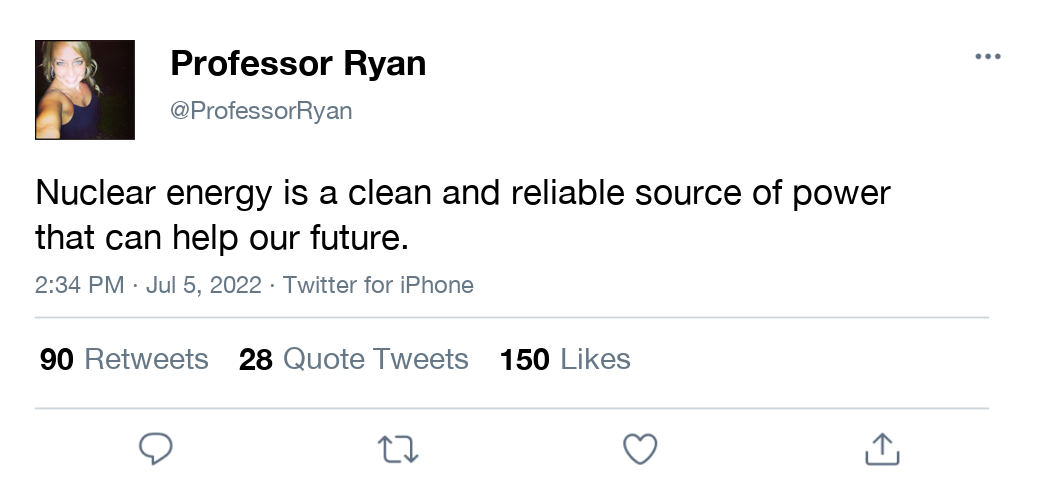 Professor Ryan
@ProfessorRyan
Nuclear energy is a clean and reliable source of power
that can help our future.
2:34 PM · Jul 5, 2022 · Twitter for iPhone
90 Retweets 28 Quote Tweets 150 Likes